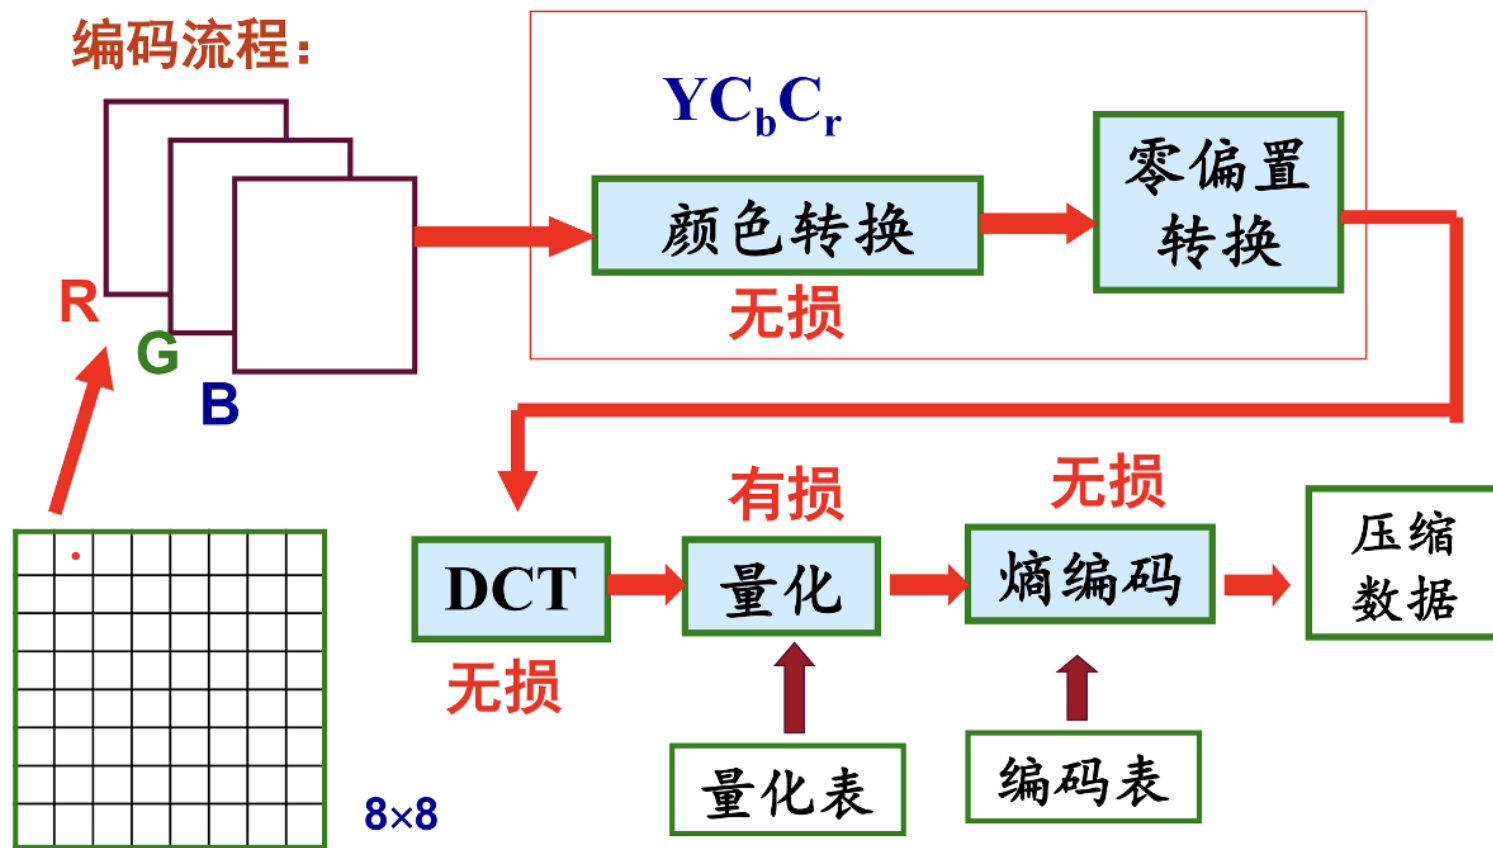 编码流程：
R
G
B
YCbCr
颜色转换
无损
零偏置
转换
8×8
DCT
无损
有损
量化
量化表
无损
熵编码
编码表
压缩
数据